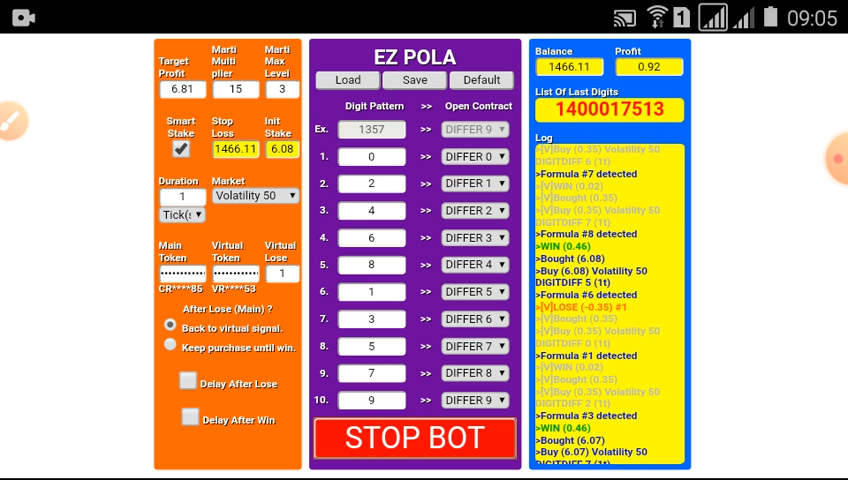 1 09:05
Target
Profit
Marti
Multi
plier
Marti
Max
Level
6.81 15 3
Smart
Stake
Stop
Loss
Init
Stake
1466.11 6.08
Duration Market
1 Volatility 50
Tick(s
Main
Token
Virtual
Token
Virtual
Lose
•••••••••••• •••••••••••• 1
CR****85 VR****53
After Lose (Main) ?
Back to virtual signal.
Keep purchase until win.
Delay After Lose
Delay After Win
EZ POLA
Load Save Default
Digit Pattern >> Open Contract
Ex. 1357 >> DIFFER 9
1. 0 >> DIFFER 0
2. 2 >> DIFFER 1
3. 4 >> DIFFER 2
4. 6 >> DIFFER 3
5. 8 >> DIFFER 4
6. 1 >> DIFFER 5
7. 3 >> DIFFER 6
8. 5 >> DIFFER 7
9. 7 >> DIFFER 8
10. 9 >> DIFFER 9
STOP BOT
Balance Profit
1466.11 0.92
List Of Last Digits
1400017513
Log
>[V]Buy (0.35) Volatility 50
DIGITDIFF 6 (1t)
>Formula #7 detected
>[V]WIN (0.02)
>[V]Bought (0.35)
>[V]Buy (0.35) Volatility 50
DIGITDIFF 7 (1t)
>Formula #8 detected
>WIN (0.46)
>Bought (6.08)
>Buy (6.08) Volatility 50
DIGITDIFF 5 (1t)
>Formula #6 detected
>[V]LOSE (-0.35) #1
>[V]Bought (0.35)
>[V]Buy (0.35) Volatility 50
DIGITDIFF 0 (1t)
>Formula #1 detected
>[V]WIN (0.02)
>[V]Bought (0.35)
>[V]Buy (0.35) Volatility 50
DIGITDIFF 2 (1t)
>Formula #3 detected
>WIN (0.46)
>Bought (6.07)
>Buy (6.07) Volatility 50
DIGITDIFF 7 (1t)